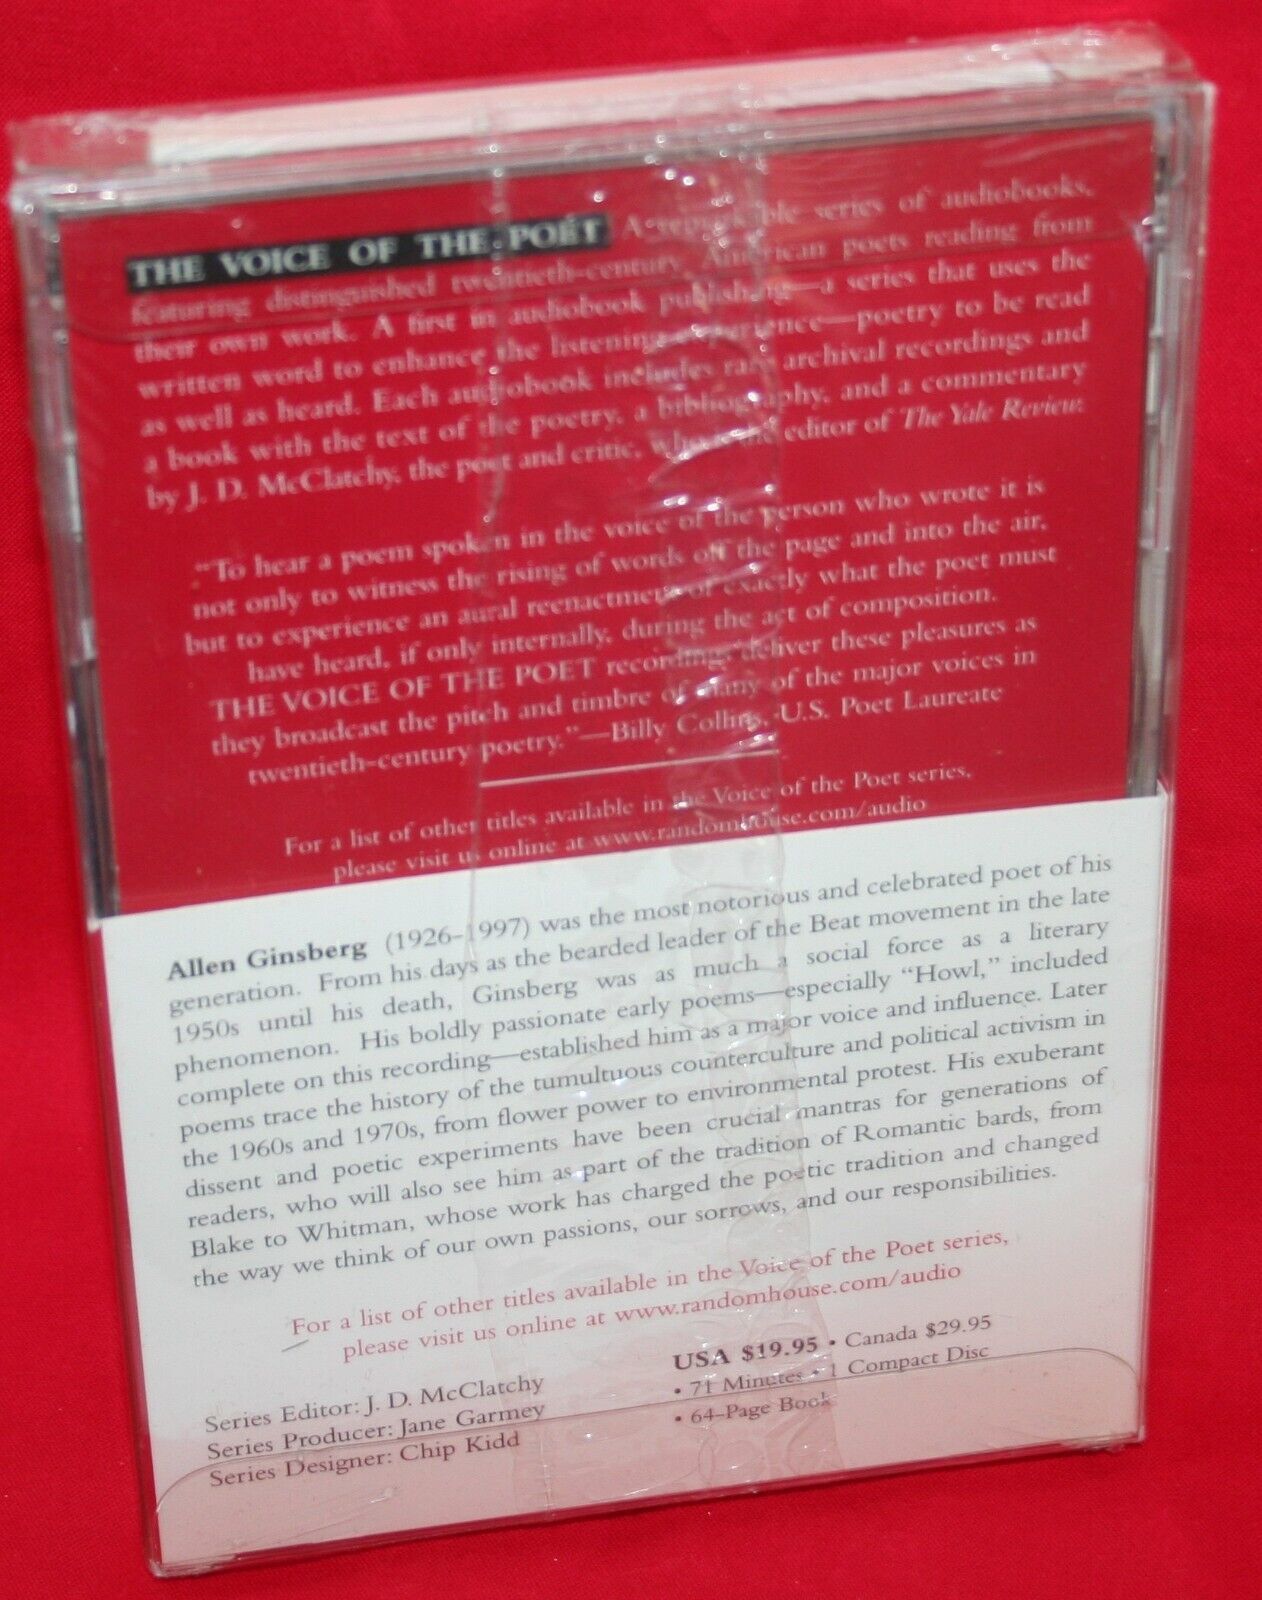 THE VOICE OF THE POET A remarkable series of audiobooks,
featuring distinguished twentieth-century American poets reading from
their own work. A first in audiobook publishing—a series that uses the
written word to enhance the listening experience—poetry to be read
as well as heard. Each audiobook includes rare archival recordings and
a book with the text of the poetry, a bibliography, and a commentary
by J. D. McClatchy, the poet and critic, who is the editor of The Yale Review.
"To hear a poem spoken in the voice of the person who wrote it is
not only to witness the rising of words off the page and into the air,
but to experience an aural reenactment of exactly what the poet must
have heard, if only internally, during the act of composition.
THE VOICE OF THE POET recordings deliver these pleasures as
they broadcast the pitch and timbre of many of the major voices in
twentieth-century poetry."—Billy Collins, U.S. Poet Laureate
For a list of other titles available in the Voice of the Poet series,
please visit us online at www.randomhouse.com/audio
Allen Ginsberg (1926-1997) was the most notorious and celebrated poet of his
generation. From his days as the bearded leader of the Beat movement in the late
1950s until his death, Ginsberg was as much a social force as a literary
phenomenon. His boldly passionate early poems—especially "Howl," included
complete on this recording—established him as a major voice and influence. Later
poems trace the history of the tumultuous counterculture and political activism in
the 1960s and 1970s, from flower power to environmental protest. His exuberant
dissent and poetic experiments have been crucial mantras for generations of
readers, who will also see him as part of the tradition of Romantic bards, from
Blake to Whitman, whose work has charged the poetic tradition and changed
the way we think of our own passions, our sorrows, and our responsibilities.
For a list of other titles available in the Voice of the Poet series,
please visit us online at www.randomhouse.com/audio
Series Editor: J. D. McClatchy
Series Producer: Jane Garmey
Series Designer: Chip Kidd
USA $19.95 • Canada $29.95
• 71 Minutes • 1 Compact Disc
• 64-Page Book